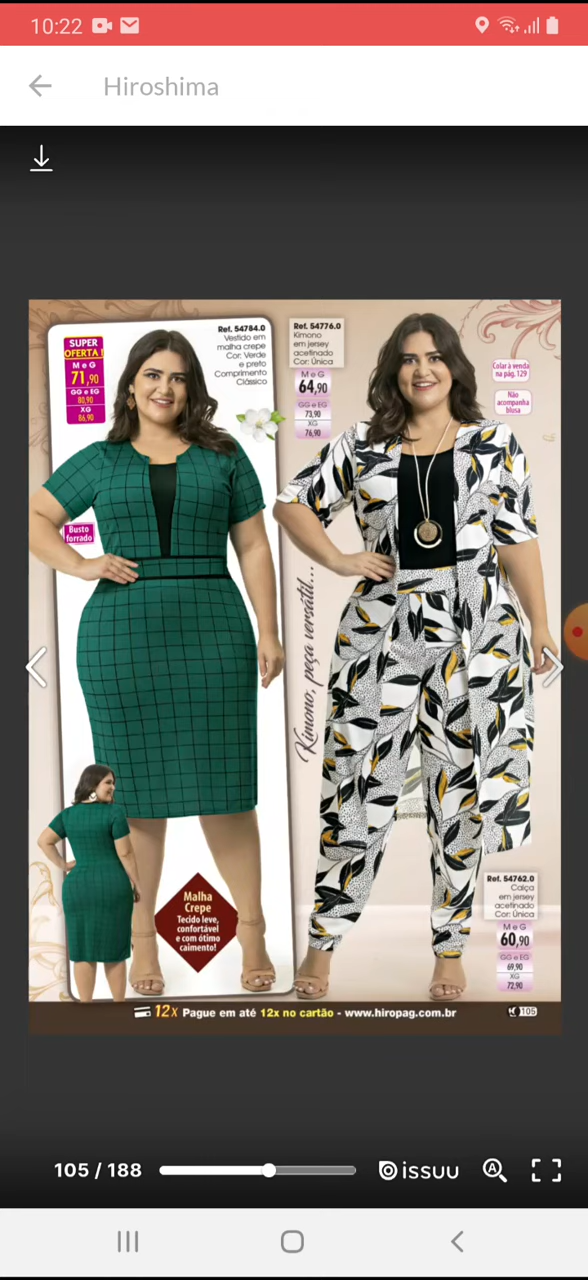 10:22
Hiroshima
SUPER
OFERTA !
M e G
71,90
GG e EG
80,90
XG
86,90
Ref. 54784.0
Vestido em
malha crepe
Cor: Verde
e preto
Comprimento
Clássico
Busto
forrado
Ref. 54776.0
Kimono
em jersey
acetinado
Cor: Única
M e G
64,90
GG e EG
73,90
XG
76,90
Colar à venda
na pág. 129
Não
acompanha
blusa
Kimono, peça versátil...
Malha
Crepe
Tecido leve,
confortável
e com ótimo
caimento!
Ref. 54762.0
Calça
em jersey
acetinado
Cor: Única
M e G
60,90
GG e EG
69,90
XG
72,90
12x Pague em até 12x no cartão - www.hiropag.com.br
105
105 / 188
issuu
A